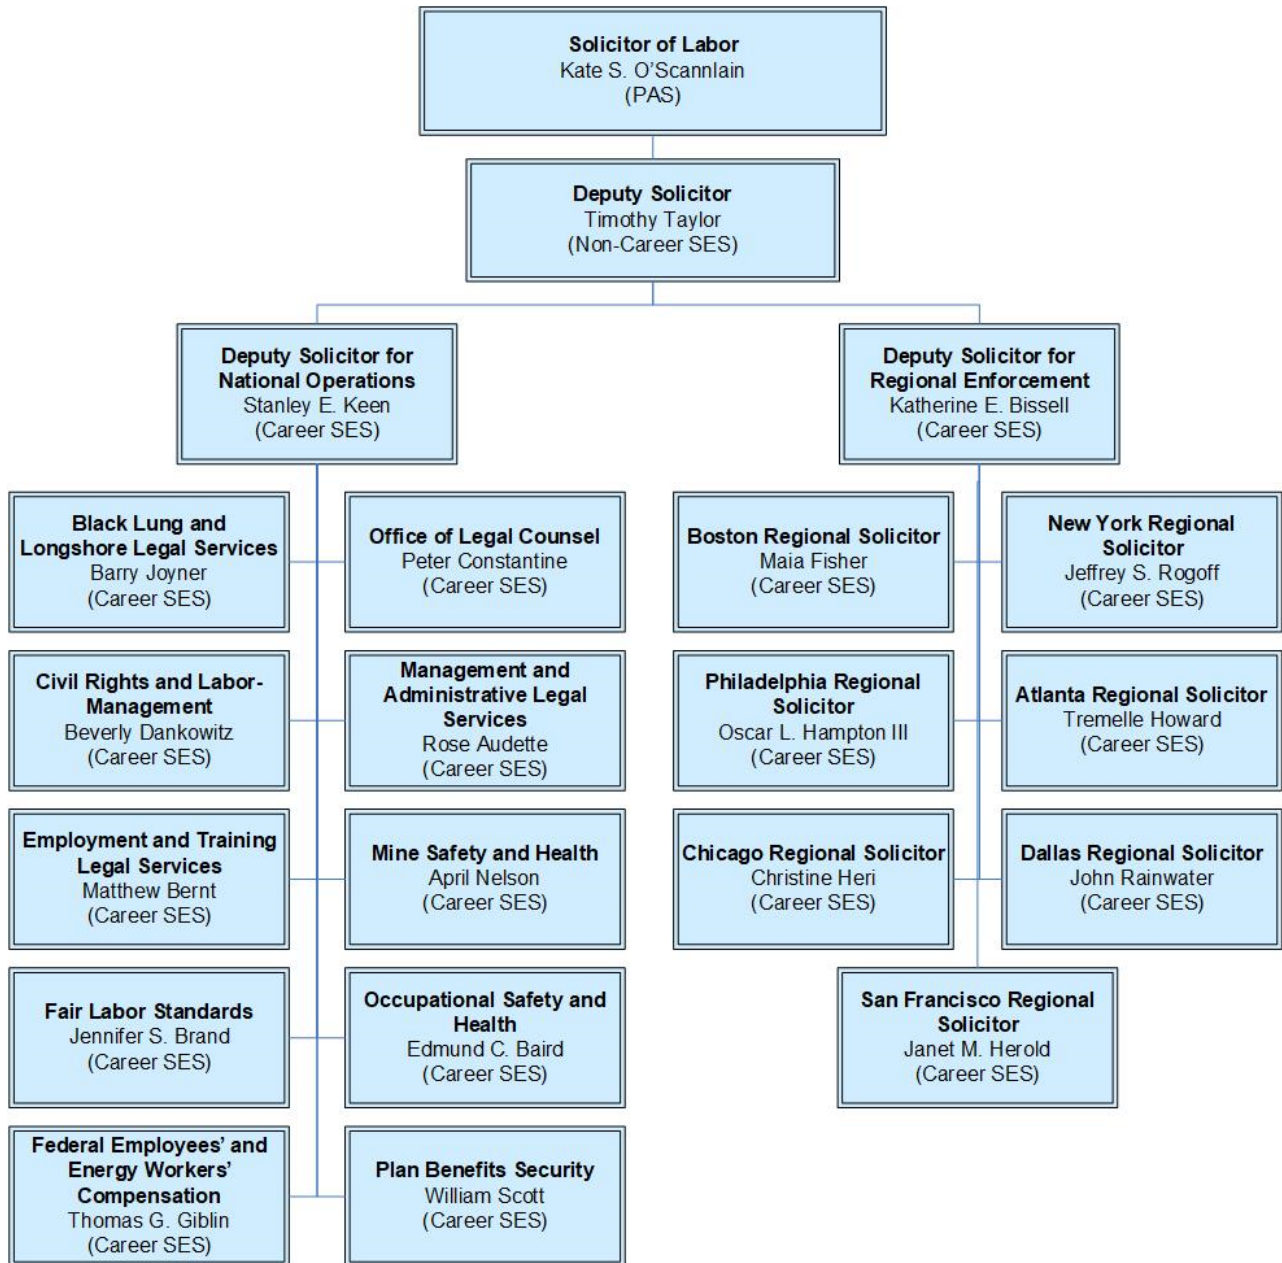 Solicitor of Labor
Kate S. O'Scannlain
(PAS)
Deputy Solicitor
Timothy Taylor
(Non-Career SES)
Deputy Solicitor for
National Operations
Stanley E. Keen
(Career SES)
Deputy Solicitor for
Regional Enforcement
Katherine E. Bissell
(Career SES)
Black Lung and
Longshore Legal Services
Barry Joyner
(Career SES)
Office of Legal Counsel
Peter Constantine
(Career SES)
Boston Regional Solicitor
Maia Fisher
(Career SES)
New York Regional
Solicitor
Jeffrey S. Rogoff
(Career SES)
Civil Rights and Labor-
Management
Beverly Dankowitz
(Career SES)
Management and
Administrative Legal
Services
Rose Audette
(Career SES)
Philadelphia Regional
Solicitor
Oscar L. Hampton III
(Career SES)
Atlanta Regional Solicitor
Tremelle Howard
(Career SES)
Employment and Training
Legal Services
Matthew Bernt
(Career SES)
Mine Safety and Health
April Nelson
(Career SES)
Chicago Regional Solicitor
Christine Heri
(Career SES)
Dallas Regional Solicitor
John Rainwater
(Career SES)
Fair Labor Standards
Jennifer S. Brand
(Career SES)
Occupational Safety and
Health
Edmund C. Baird
(Career SES)
San Francisco Regional
Solicitor
Janet M. Herold
(Career SES)
Federal Employees' and
Energy Workers'
Compensation
Thomas G. Giblin
(Career SES)
Plan Benefits Security
William Scott
(Career SES)